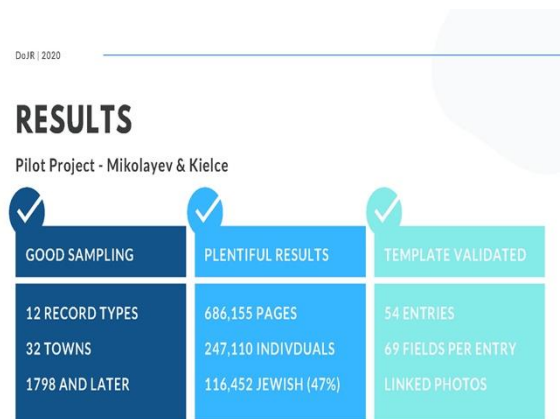 DoJR | 2020
RESULTS
Pilot Project - Mikolayev & Kielce
GOOD SAMPLING
12 RECORD TYPES
32 TOWNS
1798 AND LATER
PLENTIFUL RESULTS
686,155 PAGES
247,110 INDIVDUALS
116,452 JEWISH (47%)
TEMPLATE VALIDATED
54 ENTRIES
69 FIELDS PER ENTRY
LINKED PHOTOS